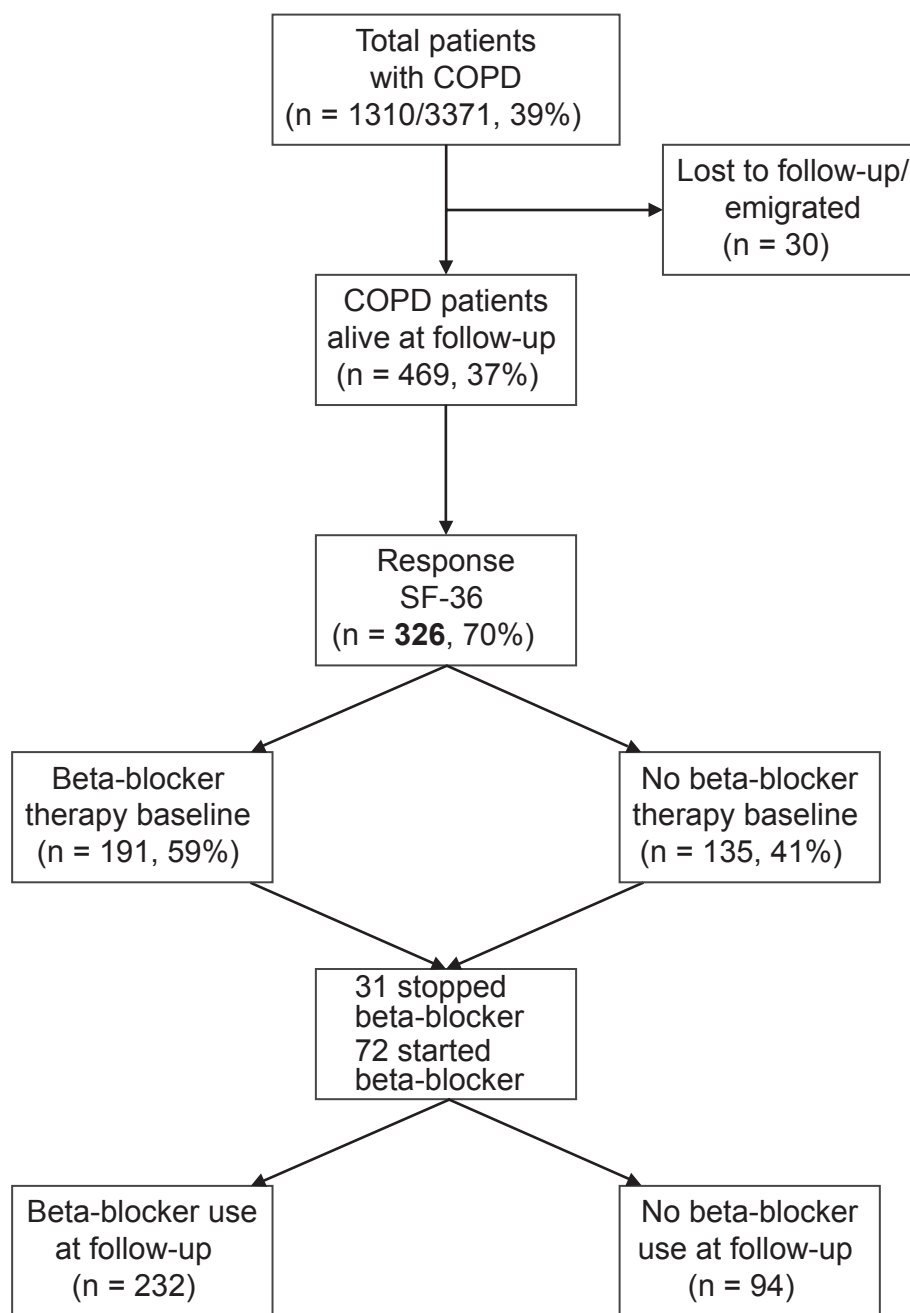 Total patients
with COPD
(n = 1310/3371, 39%)
Lost to follow-up/
emigrated
(n = 30)
COPD patients
alive at follow-up
(n = 469, 37%)
Response
SF-36
(n = 326, 70%)
Beta-blocker
therapy baseline
(n = 191, 59%)
No beta-blocker
therapy baseline
(n = 135, 41%)
31 stopped
beta-blocker
72 started
beta-blocker
Beta-blocker use
at follow-up
(n = 232)
No beta-blocker
use at follow-up
(n = 94)